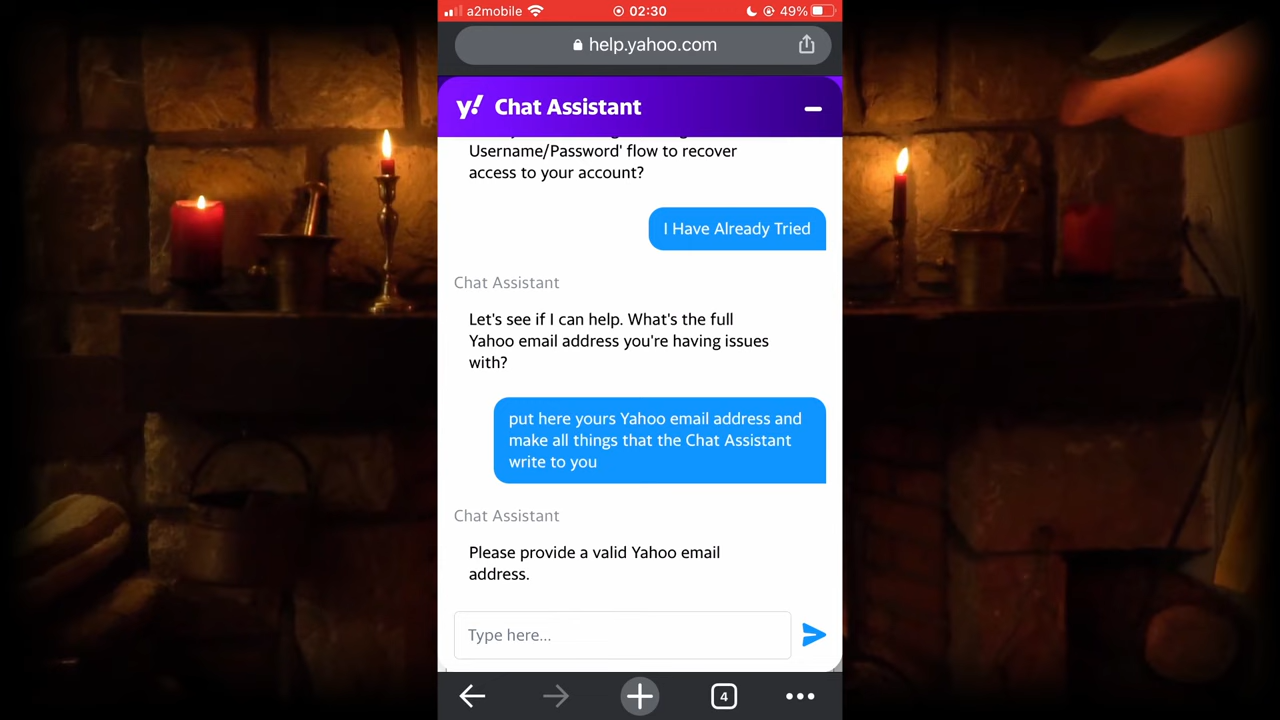 a2mobile 02:30 49%
help.yahoo.com
y! Chat Assistant
Username/Password' flow to recover
access to your account?
I Have Already Tried
Chat Assistant
Let's see if I can help. What's the full
Yahoo email address you're having issues
with?
put here yours Yahoo email address and
make all things that the Chat Assistant
write to you
Chat Assistant
Please provide a valid Yahoo email
address.
Type here...
4